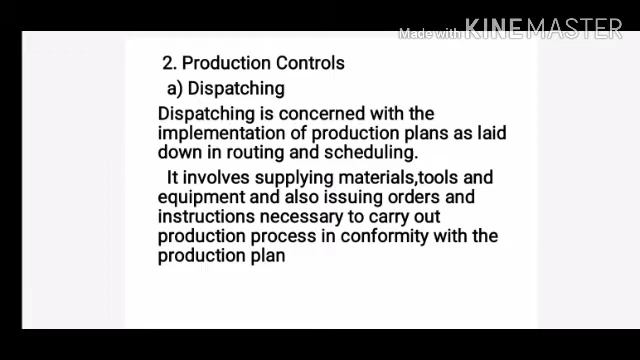 Made with KINEMASTER
2. Production Controls
a) Dispatching
Dispatching is concerned with the
implementation of production plans as laid
down in routing and scheduling.
It involves supplying materials,tools and
equipment and also issuing orders and
instructions necessary to carry out
production process in conformity with the
production plan